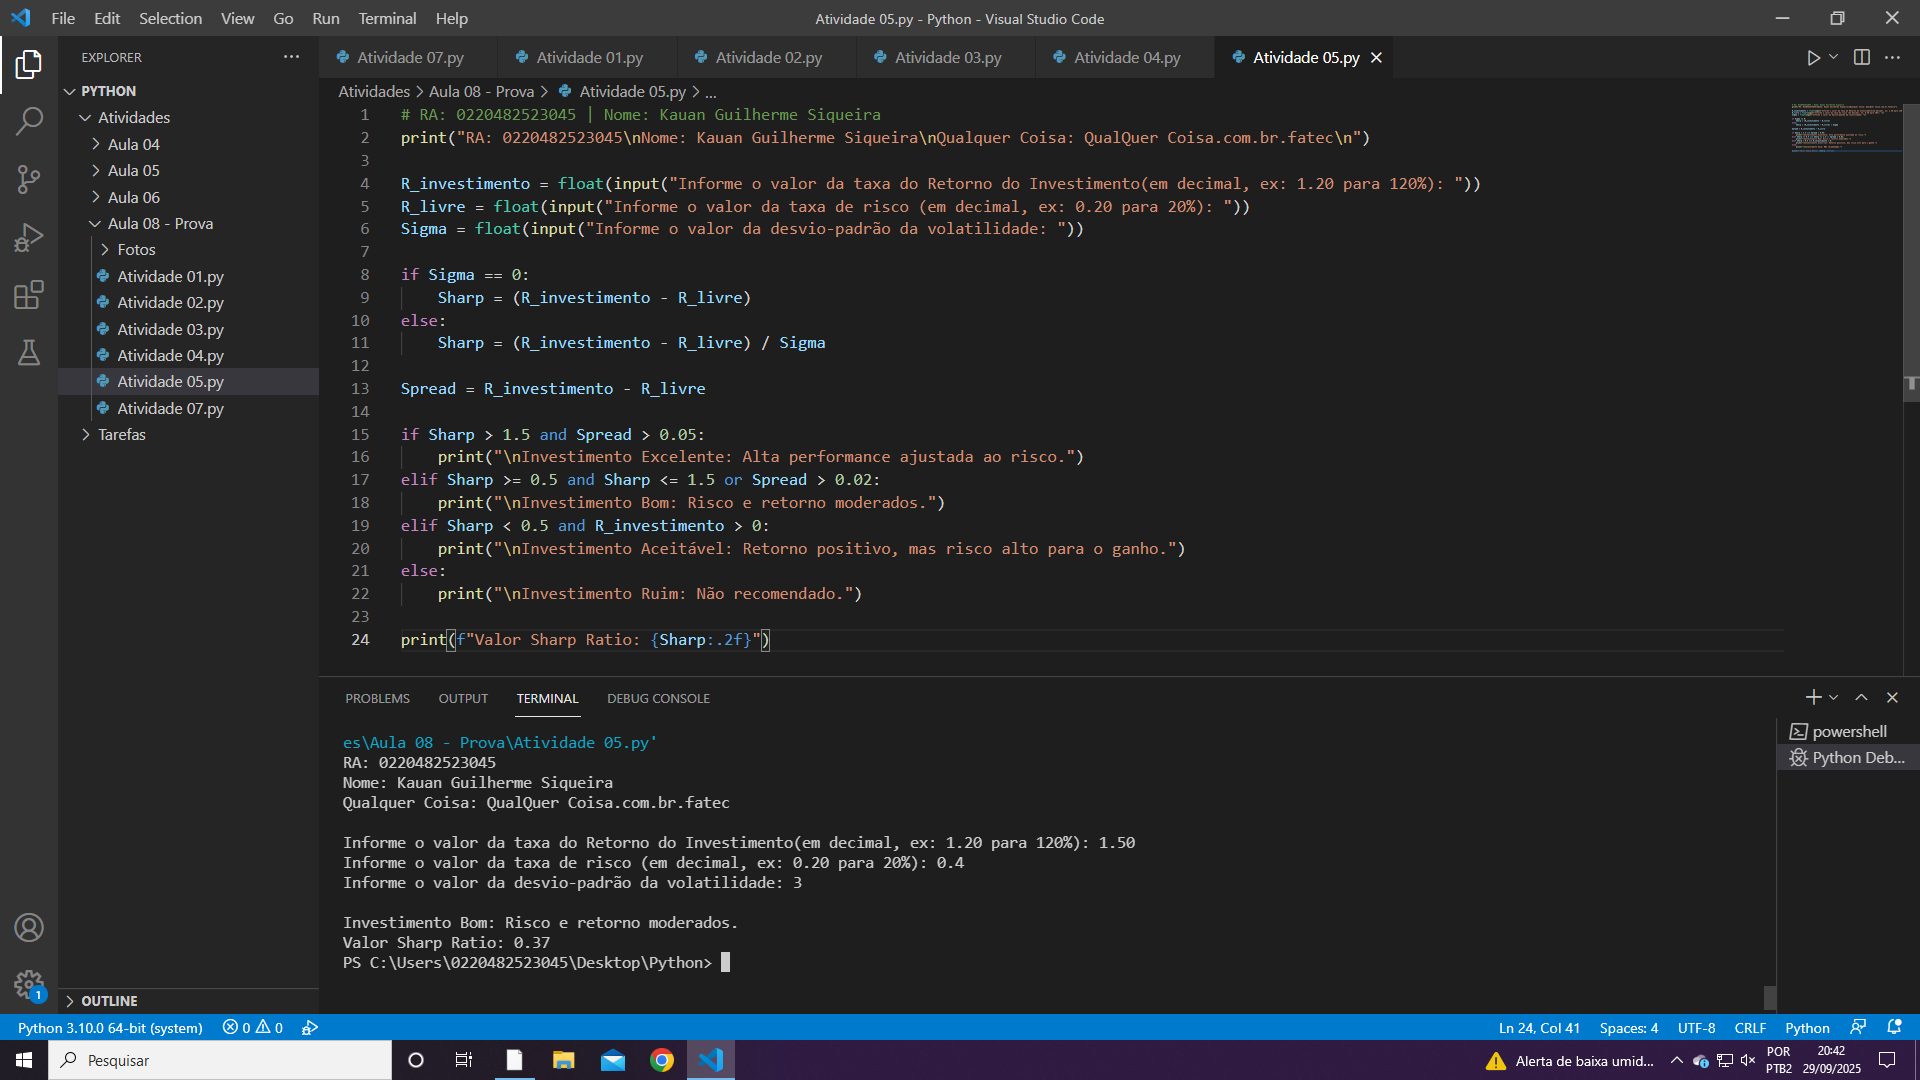 File Edit Selection View Go Run Terminal Help
Atividade 05.py - Python - Visual Studio Code
EXPLORER
Atividade 07.py
Atividade 01.py
Atividade 02.py
Atividade 03.py
Atividade 04.py
Atividade 05.py
PYTHON
Atividades
Aula 04
Aula 05
Aula 06
Aula 08 - Prova
Fotos
Atividade 01.py
Atividade 02.py
Atividade 03.py
Atividade 04.py
Atividade 05.py
Atividade 07.py
Tarefas
OUTLINE
Atividades > Aula 08 - Prova > Atividade 05.py > ...
1 # RA: 0220482523045 | Nome: Kauan Guilherme Siqueira
2 print("RA: 0220482523045\nNome: Kauan Guilherme Siqueira\nQualquer Coisa: QualQuer Coisa.com.br.fatec\n")
3
4 R_investimento = float(input("Informe o valor da taxa do Retorno do Investimento(em decimal, ex: 1.20 para 120%): "))
5 R_livre = float(input("Informe o valor da taxa de risco (em decimal, ex: 0.20 para 20%): "))
6 Sigma = float(input("Informe o valor da desvio-padrão da volatilidade: "))
7
8 if Sigma == 0:
9     Sharp = (R_investimento - R_livre)
10 else:
11     Sharp = (R_investimento - R_livre) / Sigma
12
13 Spread = R_investimento - R_livre
14
15 if Sharp > 1.5 and Spread > 0.05:
16     print("\nInvestimento Excelente: Alta performance ajustada ao risco.")
17 elif Sharp >= 0.5 and Sharp <= 1.5 or Spread > 0.02:
18     print("\nInvestimento Bom: Risco e retorno moderados.")
19 elif Sharp < 0.5 and R_investimento > 0:
20     print("\nInvestimento Aceitável: Retorno positivo, mas risco alto para o ganho.")
21 else:
22     print("\nInvestimento Ruim: Não recomendado.")
23
24 print(f"Valor Sharp Ratio: {Sharp:.2f}")
PROBLEMS OUTPUT TERMINAL DEBUG CONSOLE
powershell
Python Deb...
es\Aula 08 - Prova\Atividade 05.py'
RA: 0220482523045
Nome: Kauan Guilherme Siqueira
Qualquer Coisa: QualQuer Coisa.com.br.fatec
Informe o valor da taxa do Retorno do Investimento(em decimal, ex: 1.20 para 120%): 1.50
Informe o valor da taxa de risco (em decimal, ex: 0.20 para 20%): 0.4
Informe o valor da desvio-padrão da volatilidade: 3
Investimento Bom: Risco e retorno moderados.
Valor Sharp Ratio: 0.37
PS C:\Users\0220482523045\Desktop\Python>
1
Python 3.10.0 64-bit (system) 0 0
Ln 24, Col 41 Spaces: 4 UTF-8 CRLF Python
Pesquisar
Alerta de baixa umid...
POR
PTB2
20:42
29/09/2025